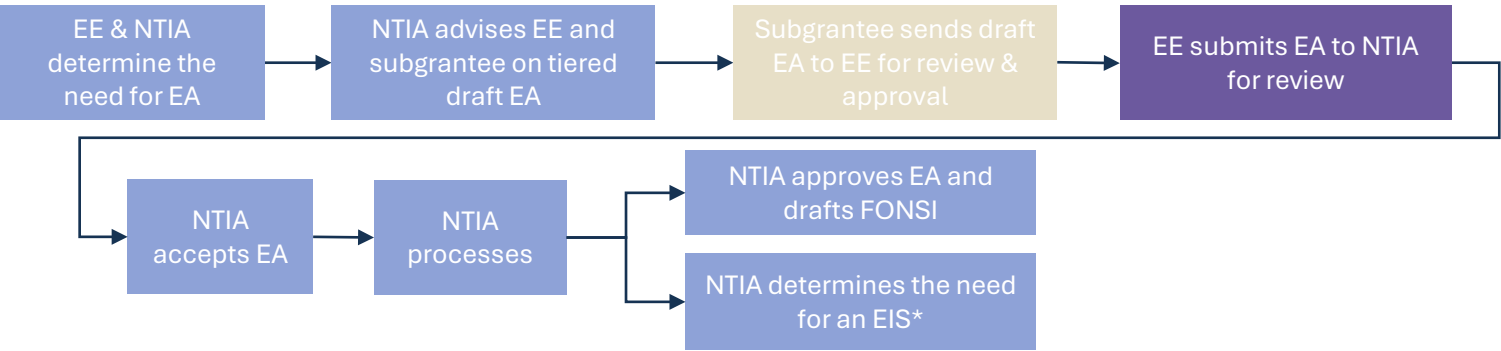 EE & NTIA
determine the
need for EA
NTIA advises EE and
subgrantee on tiered
draft EA
Subgrantee sends draft
EA to EE for review &
approval
EE submits EA to NTIA
for review
NTIA
accepts EA
NTIA
processes
NTIA approves EA and
drafts FONSI
NTIA determines the need
for an EIS*